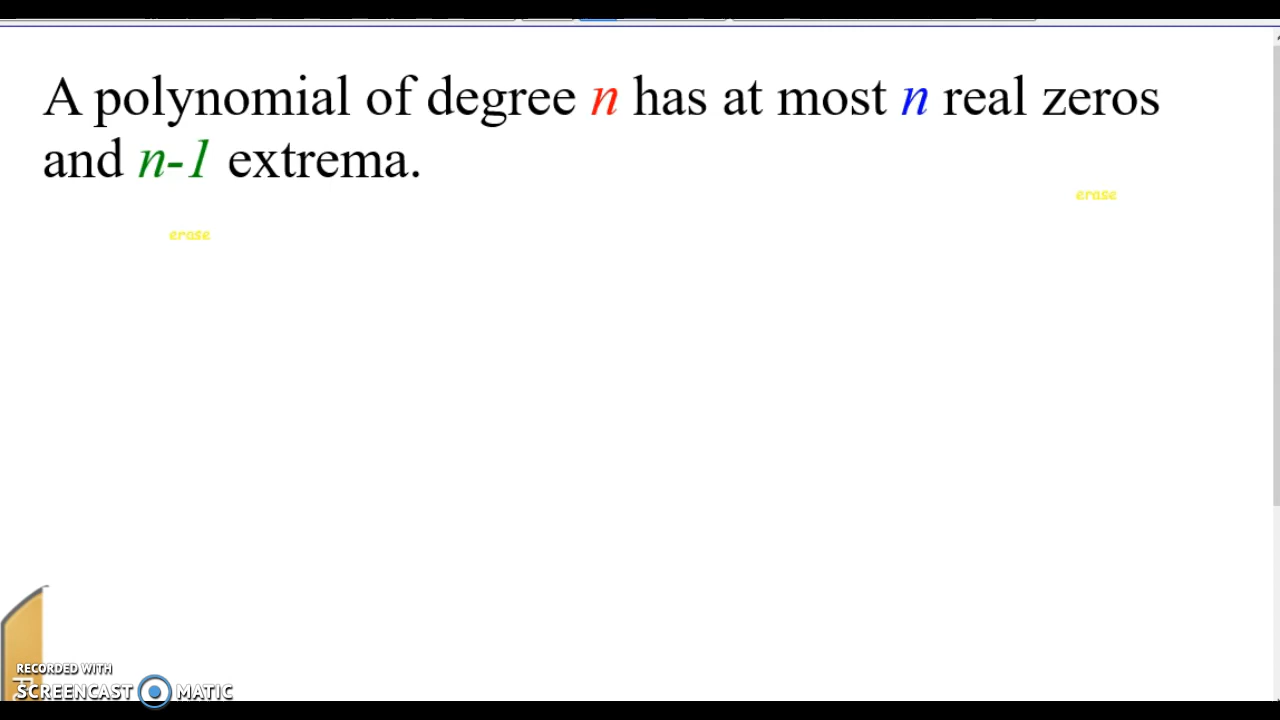 A polynomial of degree n has at most n real zeros
and n-1 extrema.
erase
erase
RECORDED WITH
SCREENCAST MATIC